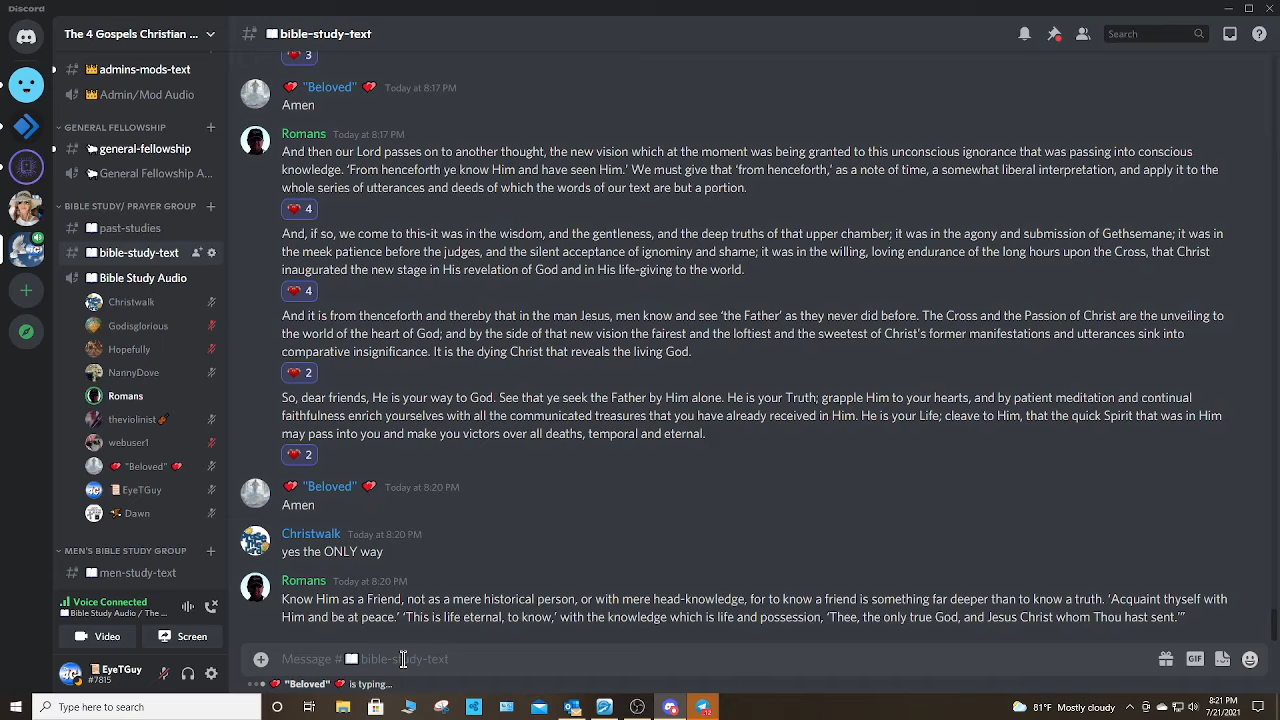 Discord
The 4 Gospels Christian ...
bible-study-text
Search
admins-mods-text
Admin/Mod Audio
GENERAL FELLOWSHIP
general-fellowship
General Fellowship A...
BIBLE STUDY/ PRAYER GROUP
past-studies
bible-study-text
Bible Study Audio
Christwalk
Godisglorious
Hopefully
NannyDove
Romans
theviolinist
webuser1
"Beloved"
EyeTGuy
Dawn
MEN'S BIBLE STUDY GROUP
men-study-text
Voice Connected
Bible Study Audio / The ...
Video
Screen
EyeTGuy
#7815
3
"Beloved" Today at 8:17 PM
Amen
Romans Today at 8:17 PM
And then our Lord passes on to another thought, the new vision which at the moment was being granted to this unconscious ignorance that was passing into conscious
knowledge. ‘From henceforth ye know Him and have seen Him.’ We must give that ‘from henceforth,’ as a note of time, a somewhat liberal interpretation, and apply it to the
whole series of utterances and deeds of which the words of our text are but a portion.
4
And, if so, we come to this-it was in the wisdom, and the gentleness, and the deep truths of that upper chamber; it was in the agony and submission of Gethsemane; it was in
the meek patience before the judges, and the silent acceptance of ignominy and shame; it was in the willing, loving endurance of the long hours upon the Cross, that Christ
inaugurated the new stage in His revelation of God and in His life-giving to the world.
4
And it is from thenceforth and thereby that in the man Jesus, men know and see ‘the Father’ as they never did before. The Cross and the Passion of Christ are the unveiling to
the world of the heart of God; and by the side of that new vision the fairest and the loftiest and the sweetest of Christ’s former manifestations and utterances sink into
comparative insignificance. It is the dying Christ that reveals the living God.
2
So, dear friends, He is your way to God. See that ye seek the Father by Him alone. He is your Truth; grapple Him to your hearts, and by patient meditation and continual
faithfulness enrich yourselves with all the communicated treasures that you have already received in Him. He is your Life; cleave to Him, that the quick Spirit that was in Him
may pass into you and make you victors over all deaths, temporal and eternal.
2
"Beloved" Today at 8:20 PM
Amen
Christwalk Today at 8:20 PM
yes the ONLY way
Romans Today at 8:20 PM
Know Him as a Friend, not as a mere historical person, or with mere head-knowledge, for to know a friend is something far deeper than to know a truth. ‘Acquaint thyself with
Him and be at peace.’ ‘This is life eternal, to know,’ with the knowledge which is life and possession, ‘Thee, the only true God, and Jesus Christ whom Thou hast sent.’”
Message # bible-study-text
GIF
"Beloved" is typing...
Type here to search
12
81°F Mostly cloudy
8:21 PM
7/21/2021